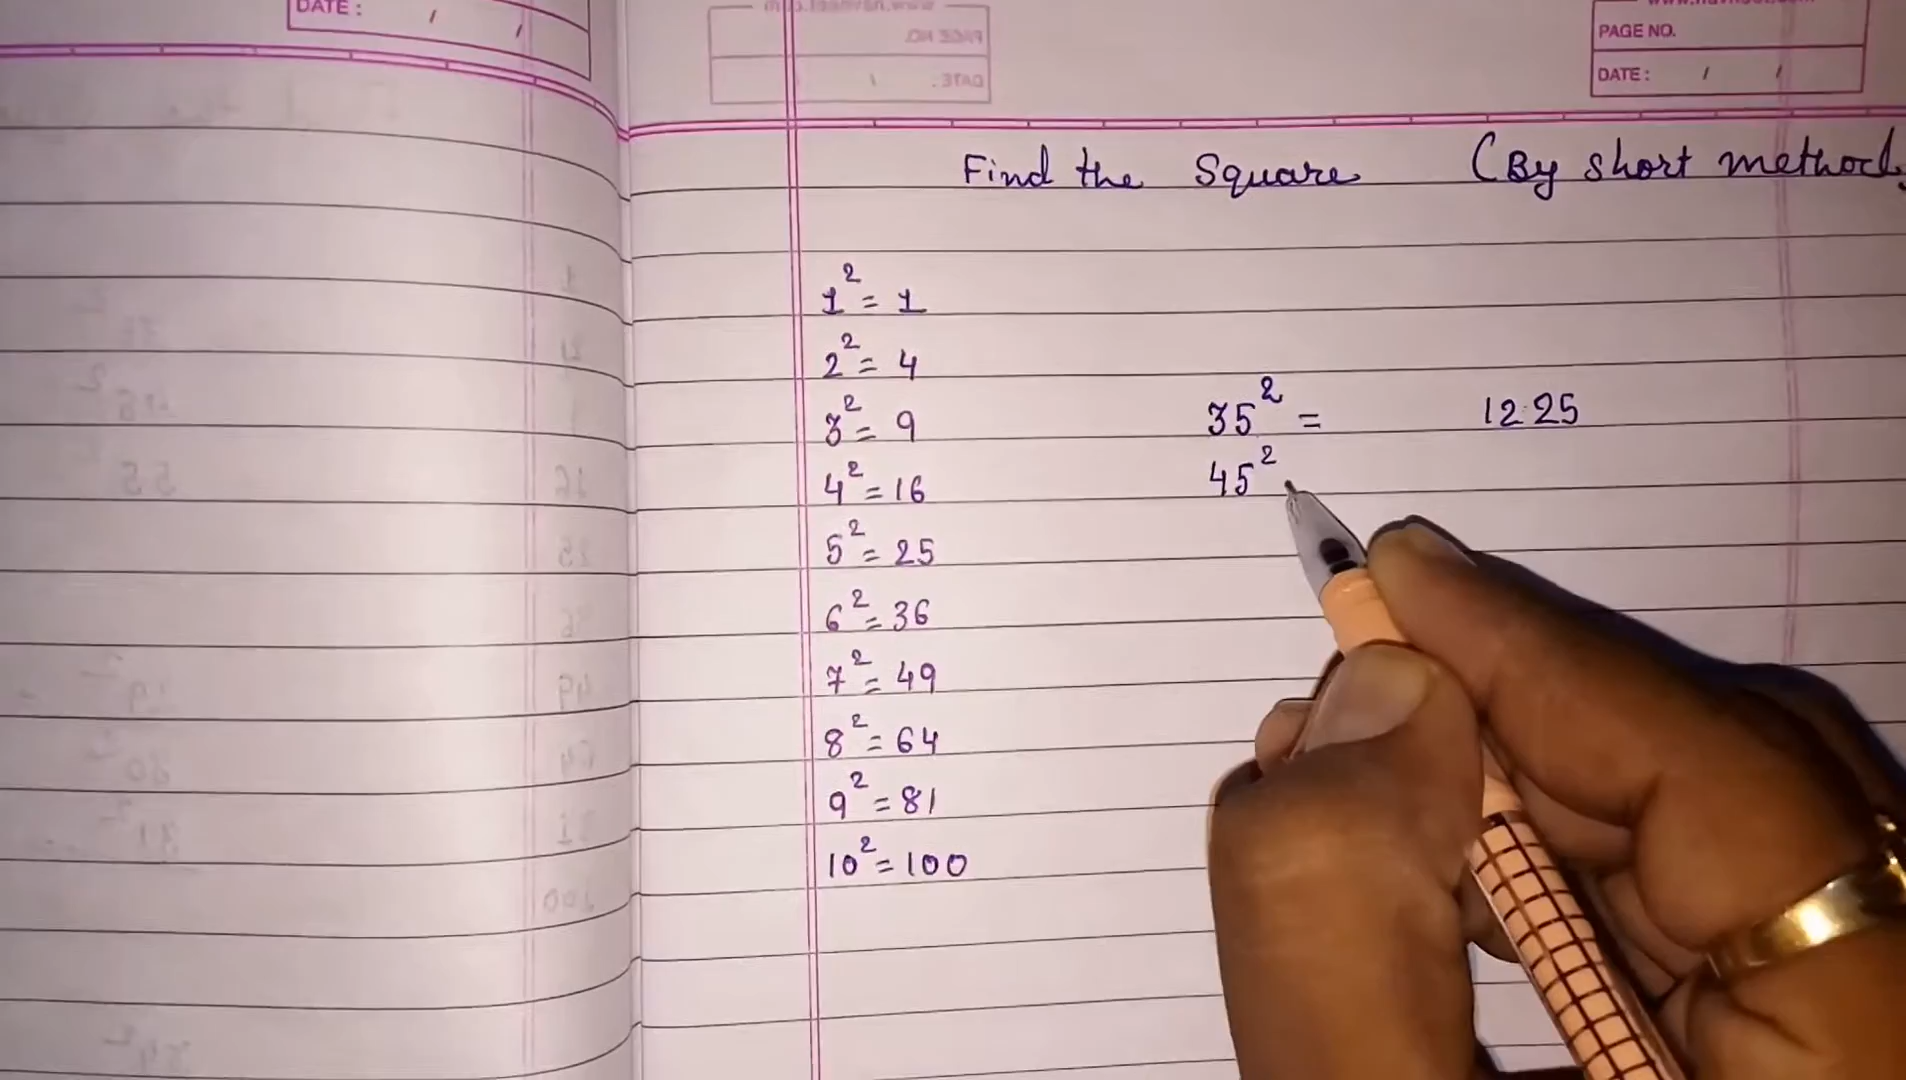 DATE : / /
PAGE NO.
DATE : / /
Find the Square (By short method
1² = 1
2² = 4
3² = 9
4² = 16
5² = 25
6² = 36
7² = 49
8² = 64
9² = 81
10² = 100
35² = 1225
45²